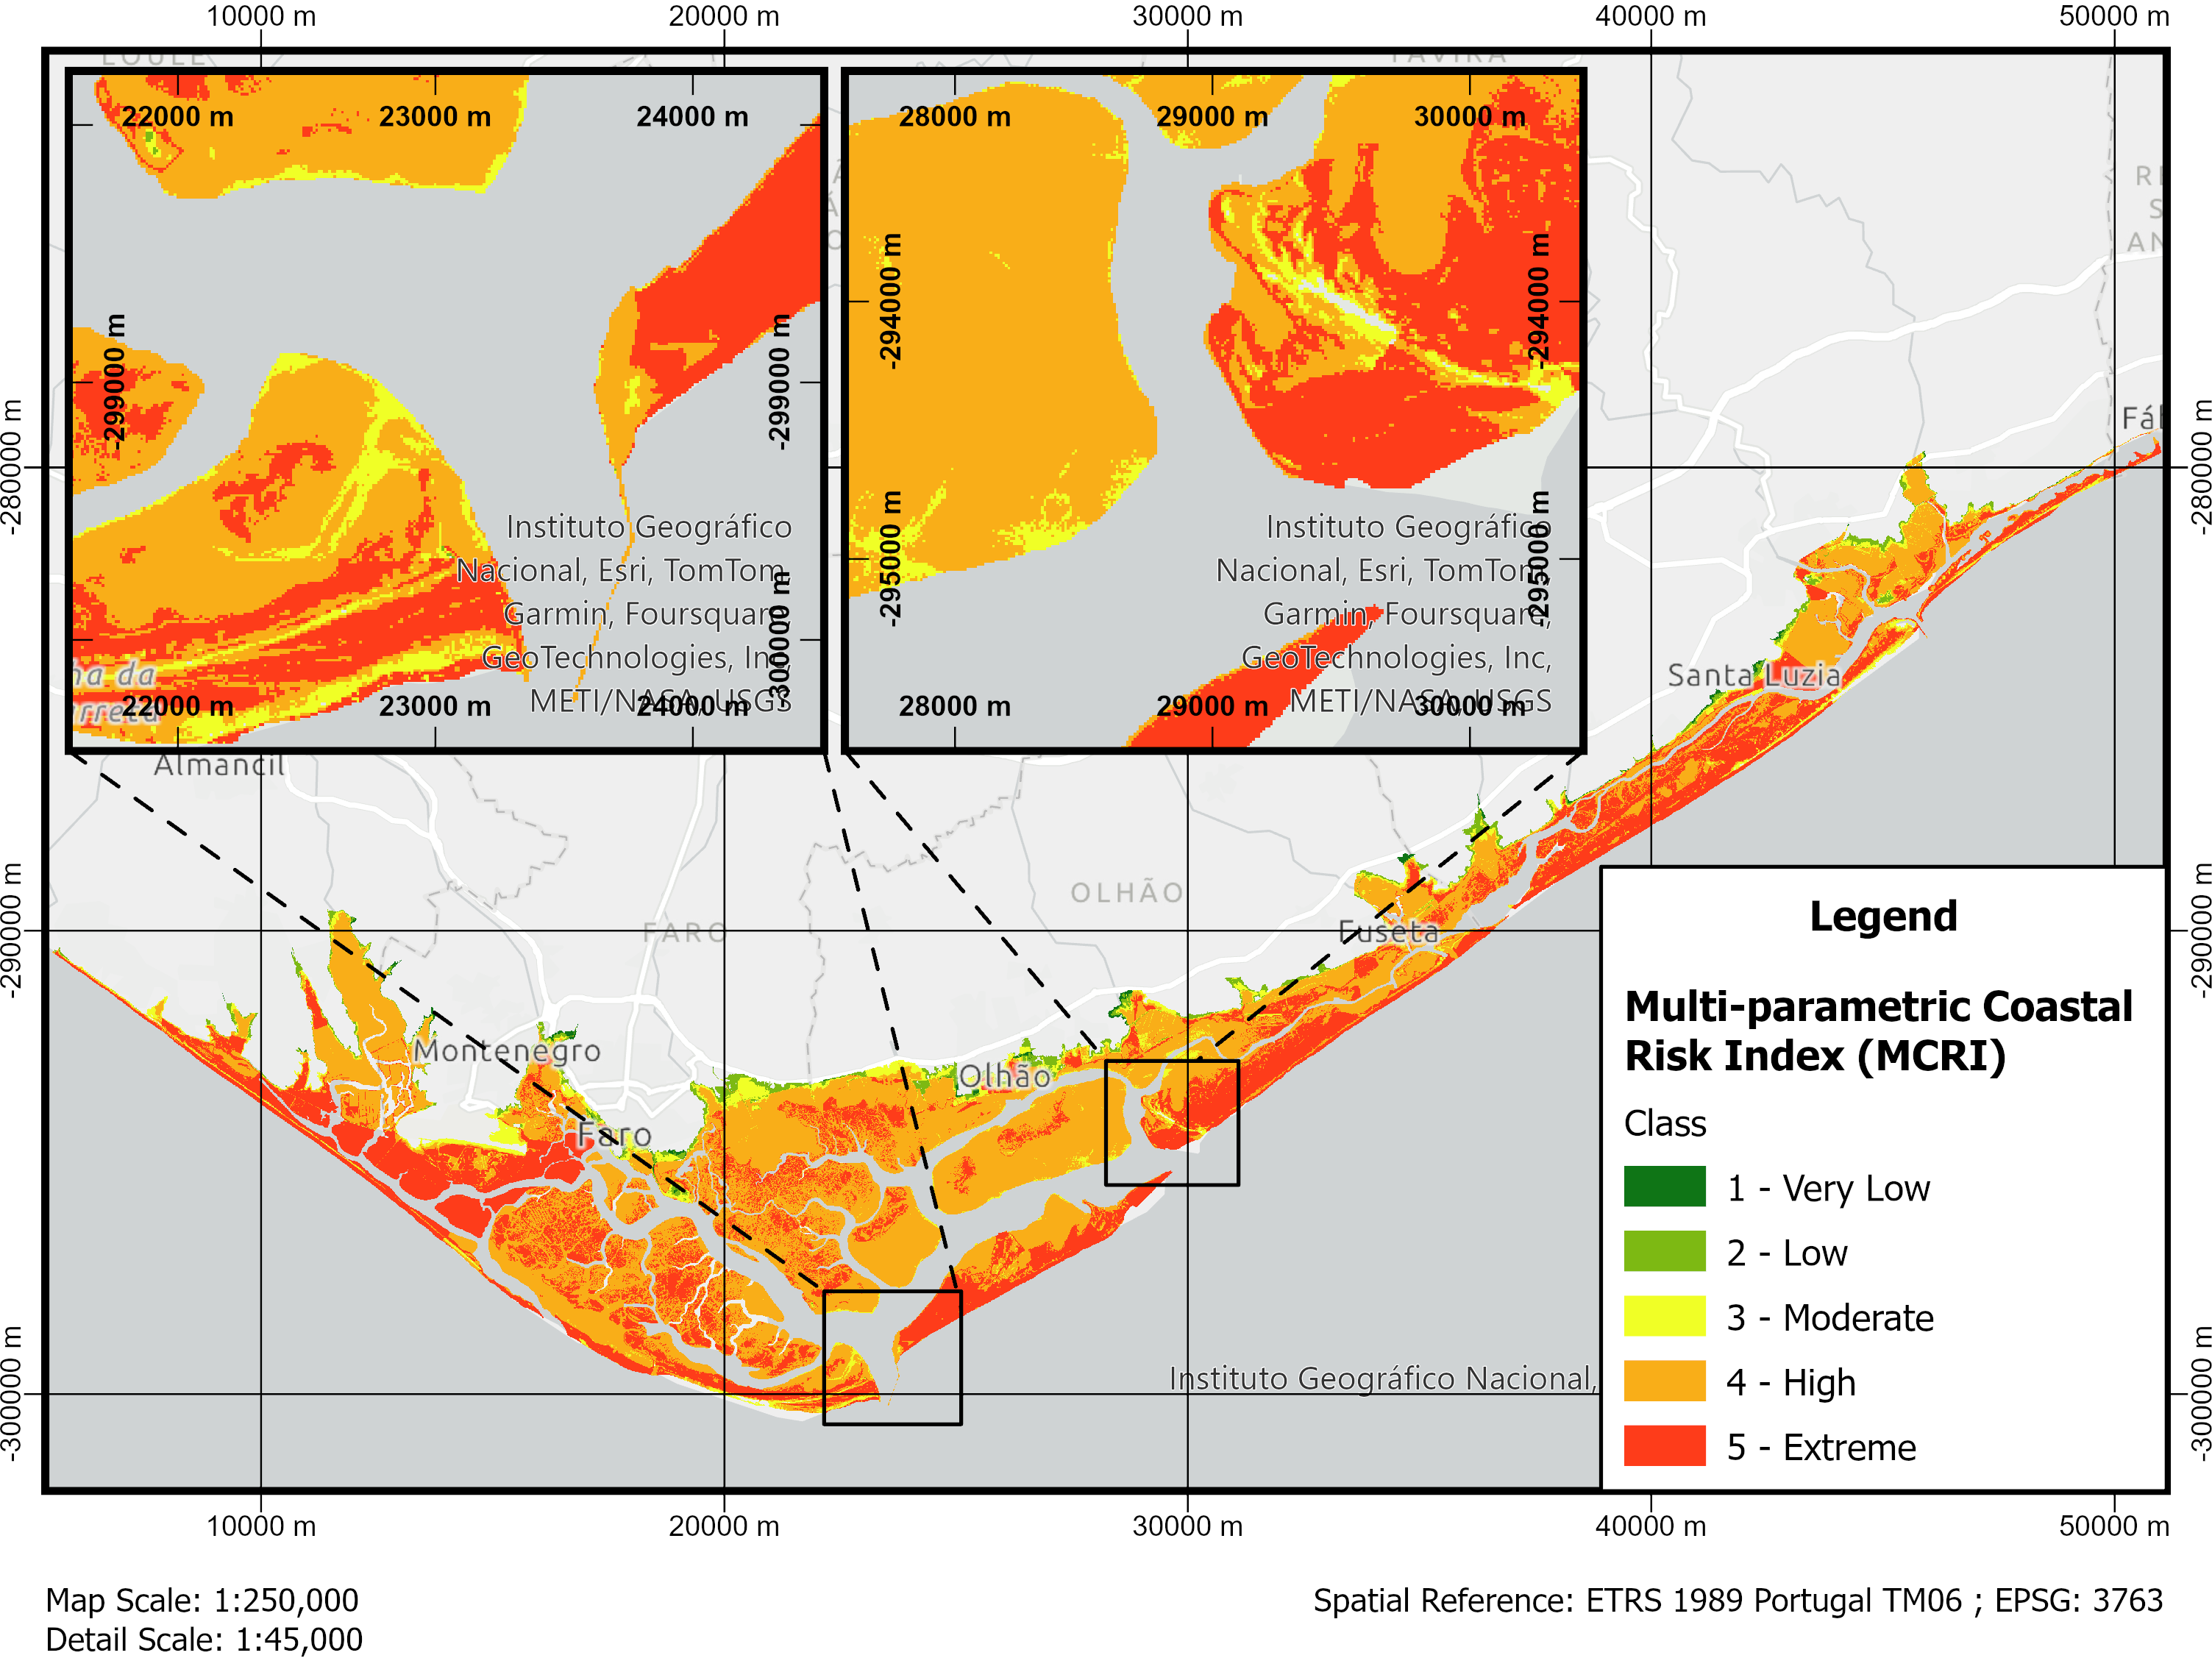 10000 m 20000 m 30000 m 40000 m 50000 m
LOULÉ
TAVIRA
22000 m 23000 m 24000 m
28000 m 29000 m 30000 m
-294000 m
-294000 m
-299000 m
-299000 m
-280000 m
-280000 m
-295000 m
-295000 m
Instituto Geográfico
Nacional, Esri, TomTom,
Garmin, Foursquare,
GeoTechnologies, Inc,
METI/NASA, USGS
-300000 m
Instituto Geográfico
Nacional, Esri, TomTom,
Garmin, Foursquare,
GeoTechnologies, Inc,
METI/NASA, USGS
ha da
rreta
22000 m 23000 m 24000 m
28000 m 29000 m 30000 m
Fáb
Santa Luzia
Almancil
OLHÃO
FARO
Fuseta
Montenegro
Olhão
Faro
-290000 m
-290000 m
-300000 m
-300000 m
Instituto Geográfico Nacional,
Legend
Multi-parametric Coastal
Risk Index (MCRI)
Class
1 - Very Low
2 - Low
3 - Moderate
4 - High
5 - Extreme
10000 m 20000 m 30000 m 40000 m 50000 m
Map Scale: 1:250,000
Detail Scale: 1:45,000
Spatial Reference: ETRS 1989 Portugal TM06 ; EPSG: 3763